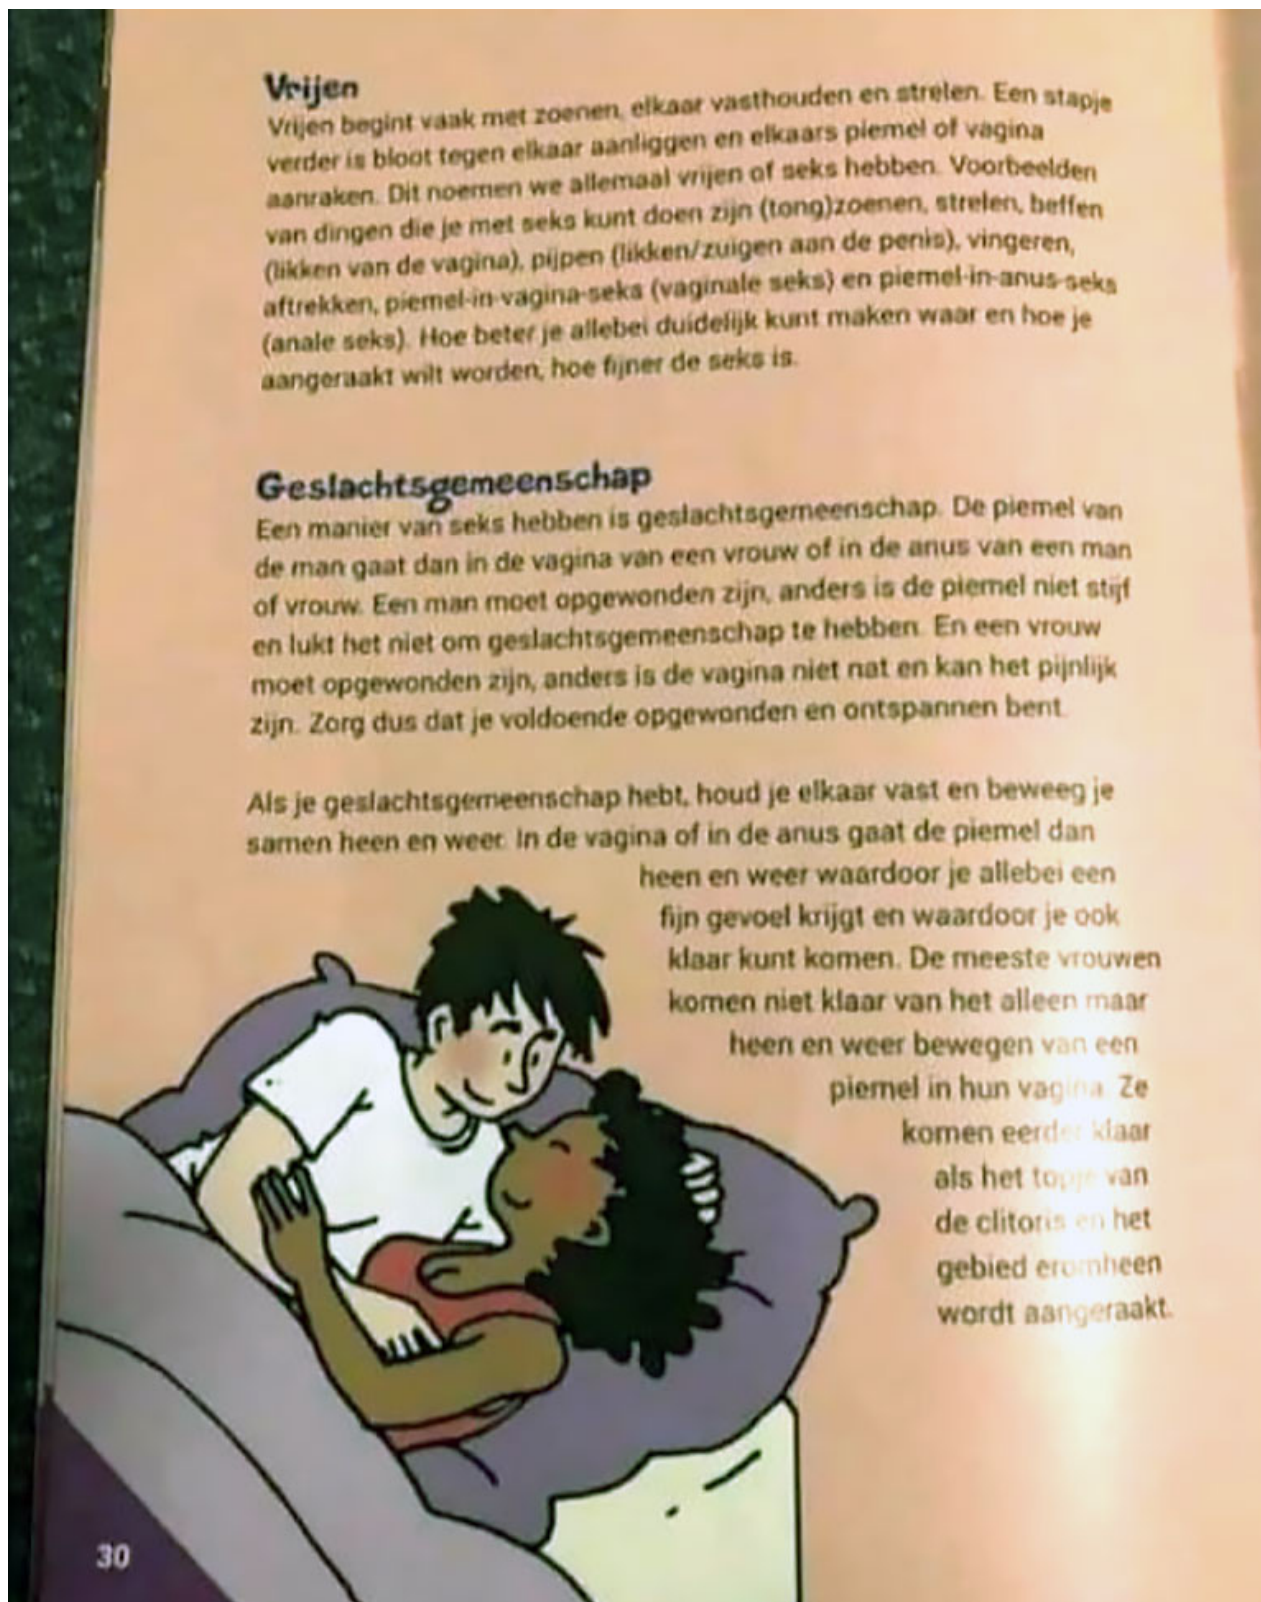 Vrijen
Vrijen begint vaak met zoenen, elkaar vasthouden en strelen. Een stapje
verder is bloot tegen elkaar aanliggen en elkaars piemel of vagina
aanraken. Dit noemen we allemaal vrijen of seks hebben. Voorbeelden
van dingen die je met seks kunt doen zijn (tong)zoenen, strelen, beffen
(likken van de vagina), pijpen (likken/zuigen aan de penis), vingeren,
aftrekken, piemel-in-vagina-seks (vaginale seks) en piemel-in-anus-seks
(anale seks). Hoe beter je allebei duidelijk kunt maken waar en hoe je
aangeraakt wilt worden, hoe fijner de seks is.
Geslachtsgemeenschap
Een manier van seks hebben is geslachtsgemeenschap. De piemel van
de man gaat dan in de vagina van een vrouw of in de anus van een man
of vrouw. Een man moet opgewonden zijn, anders is de piemel niet stijf
en lukt het niet om geslachtsgemeenschap te hebben. En een vrouw
moet opgewonden zijn, anders is de vagina niet nat en kan het pijnlijk
zijn. Zorg dus dat je voldoende opgewonden en ontspannen bent.
Als je geslachtsgemeenschap hebt, houd je elkaar vast en beweeg je
samen heen en weer. In de vagina of in de anus gaat de piemel dan
heen en weer waardoor je allebei een
fijn gevoel krijgt en waardoor je ook
klaar kunt komen. De meeste vrouwen
komen niet klaar van het alleen maar
heen en weer bewegen van een
piemel in hun vagina. Ze
komen eerder klaar
als het topje van
de clitoris en het
gebied eromheen
wordt aangeraakt.
30